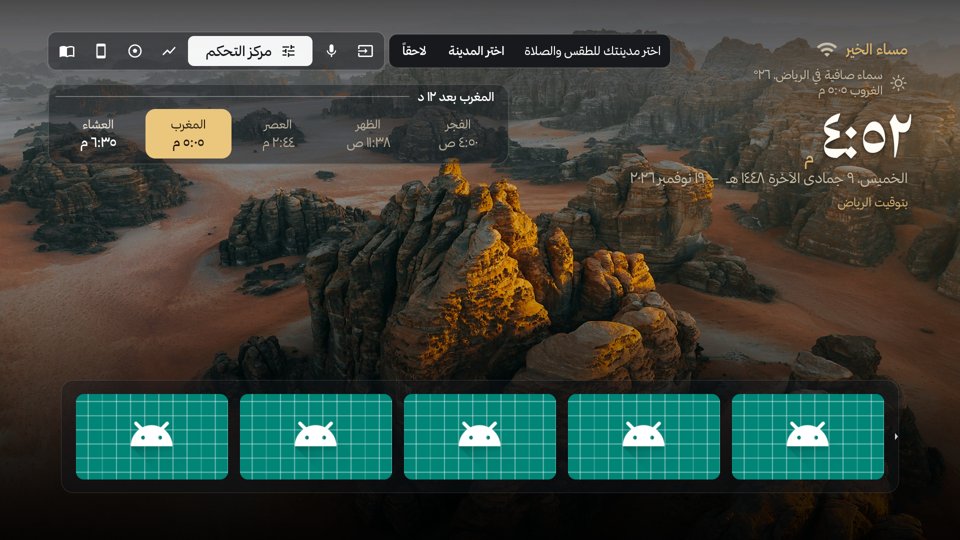 مساء الخير
سماء صافية في الرياض، ٢٦°
الغروب ٥:٠٥ م
٤:٥٢ م
الخميس، ٩ جمادى الآخرة ١٤٤٨ هـ — ١٩ نوفمبر ٢٠٢٦
بتوقيت الرياض
اختر مدينتك للطقس والصلاة اختر المدينة لاحقاً
مركز التحكم
المغرب بعد ١٢ د
الفجر الظهر العصر المغرب العشاء
٤:٥٠ ص ١١:٣٨ ص ٢:٤٤ م ٥:٠٥ م ٦:٣٥ م